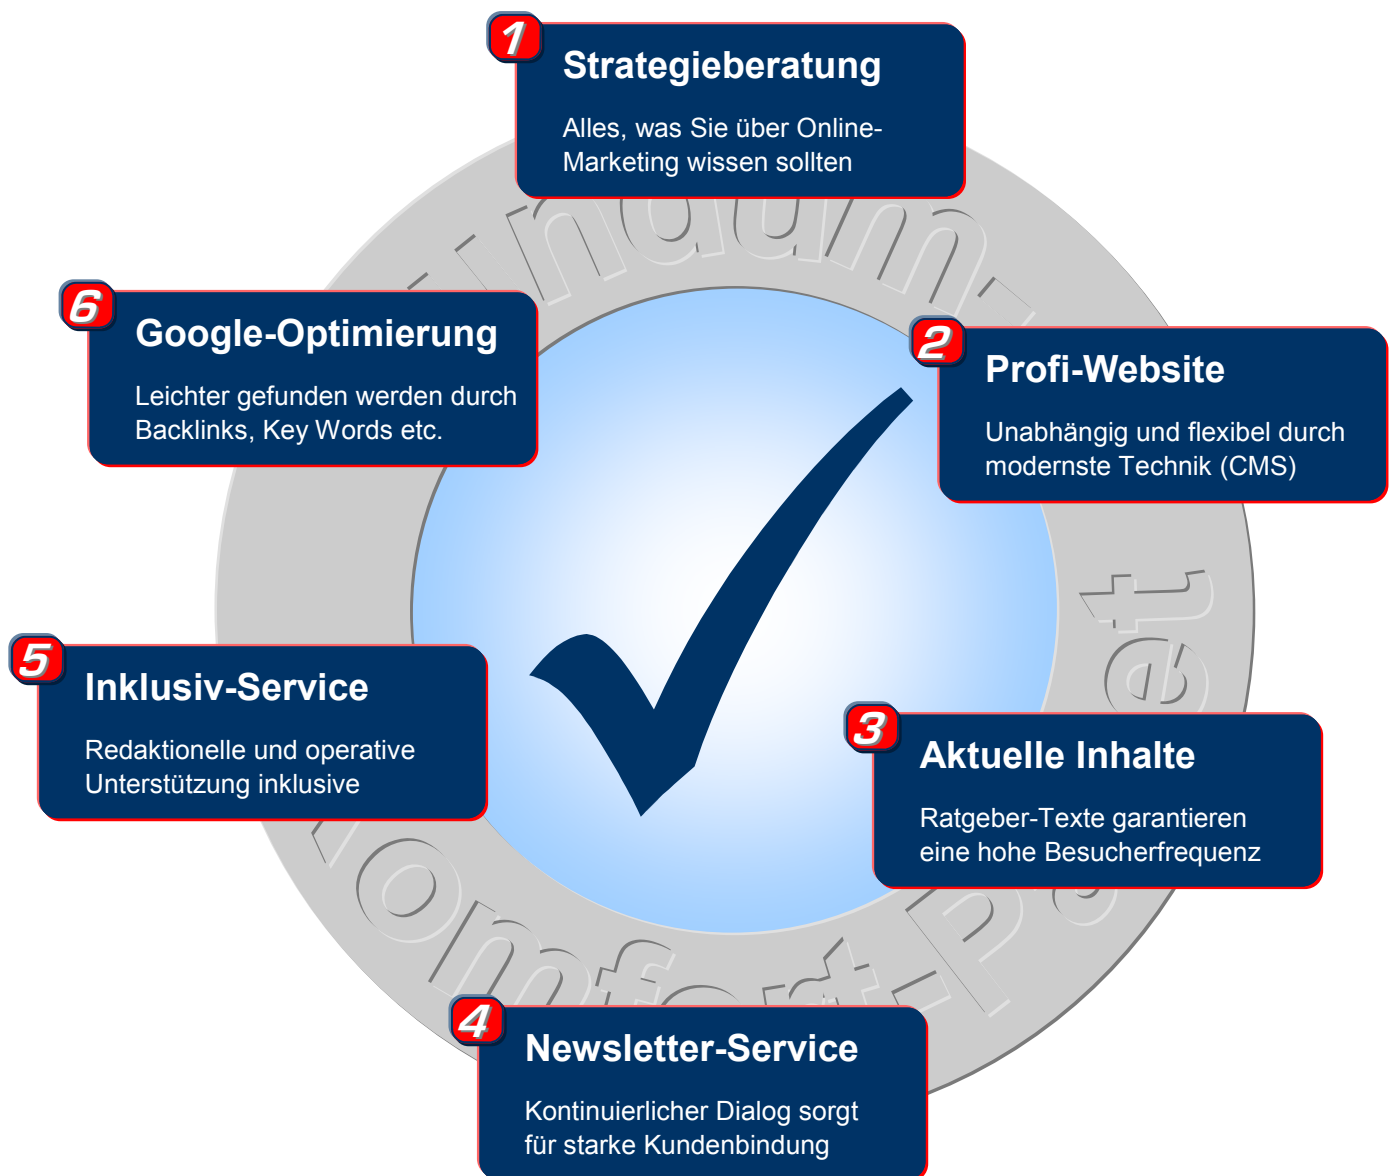 1
Strategieberatung
Alles, was Sie über Online-
Marketing wissen sollten
2
Profi-Website
Unabhängig und flexibel durch
modernste Technik (CMS)
3
Aktuelle Inhalte
Ratgeber-Texte garantieren
eine hohe Besucherfrequenz
4
Newsletter-Service
Kontinuierlicher Dialog sorgt
für starke Kundenbindung
5
Inklusiv-Service
Redaktionelle und operative
Unterstützung inklusive
6
Google-Optimierung
Leichter gefunden werden durch
Backlinks, Key Words etc.